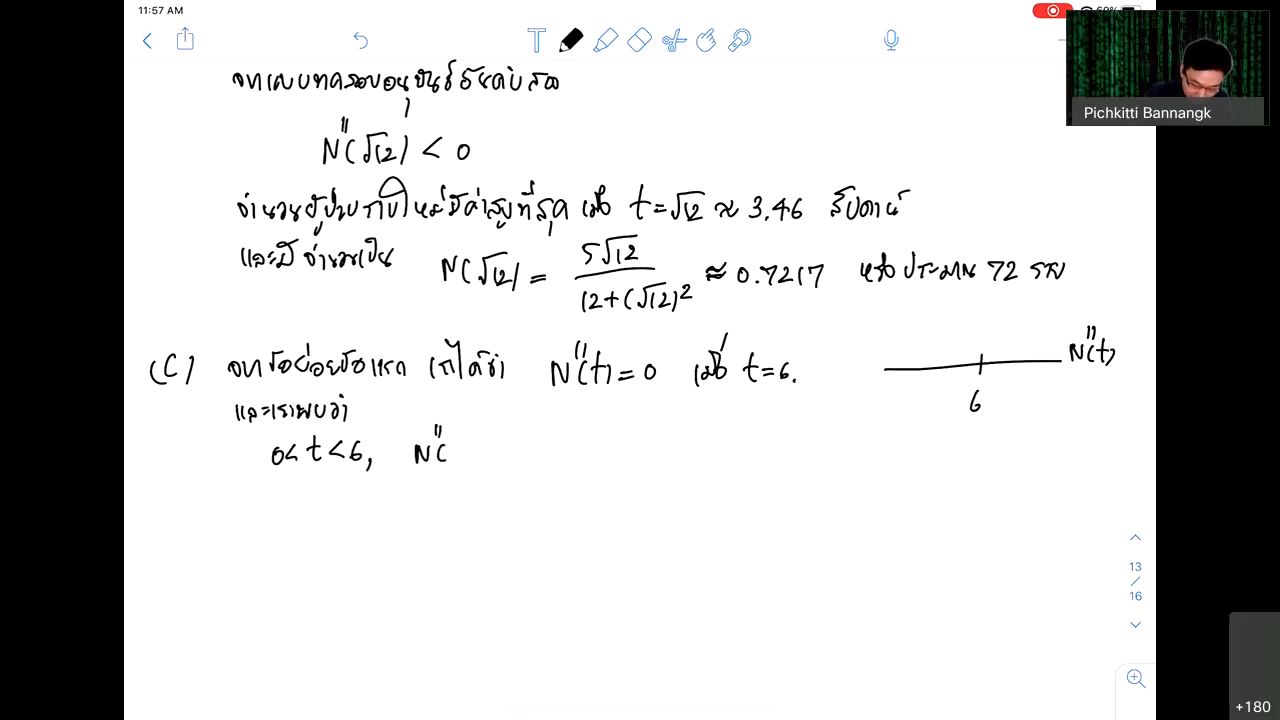 11:57 AM
69%
Pichkitti Bannangk
จากแบบทดสอบอนุพันธ์อันดับสอง
N''(√12) < 0
จำนวนผู้ป่วยรายใหม่มีค่าสูงที่สุด เมื่อ t = √12 ≈ 3.46 สัปดาห์
และมีจำนวนเป็น N(√12) = 5√12 / 12+(√12)² ≈ 0.7217 หรือประมาณ 72 ราย
(C) จากข้อย่อยข้อแรก เราได้ว่า N''(t) = 0 เมื่อ t = 6.
N''(t)
6
และเราพบว่า
0 < t < 6, N''(
13
/
16
+180